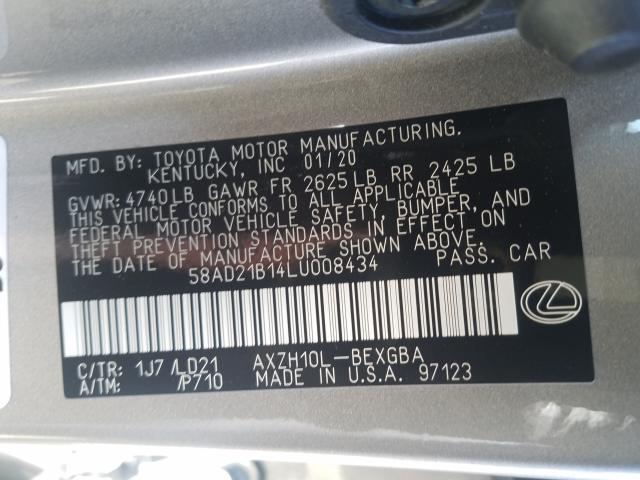 MFD. BY: TOYOTA MOTOR MANUFACTURING.
KENTUCKY, INC 01/20
GVWR: 4740LB GAWR FR 2625LB RR 2425 LB
THIS VEHICLE CONFORMS TO ALL APPLICABLE
FEDERAL MOTOR VEHICLE SAFETY, BUMPER, AND
THEFT PREVENTION STANDARDS IN EFFECT ON
THE DATE OF MANUFACTURE SHOWN ABOVE.
58AD21B14LU008434 PASS. CAR
C/TR: 1J7 /LD21 AXZH10L-BEXGBA
A/TM: /P710 MADE IN U.S.A. 97123